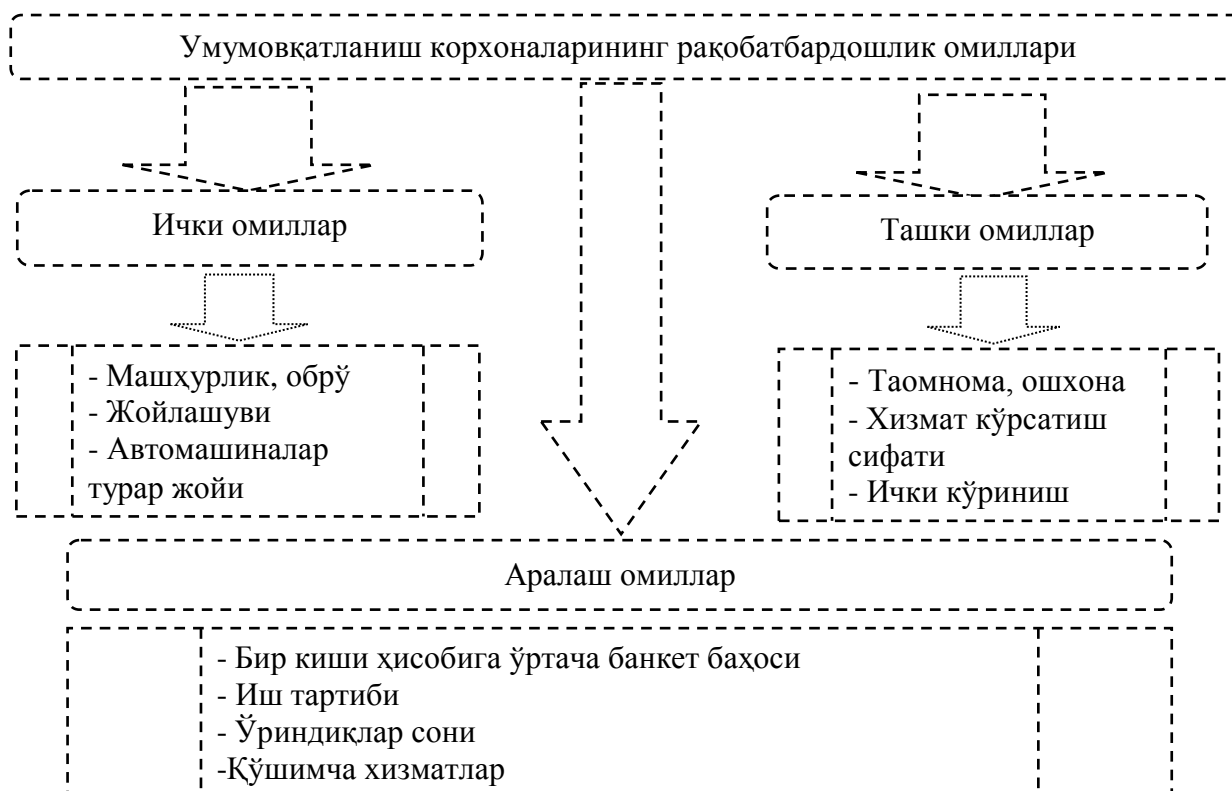 Умумовқатланиш корхоналарининг рақобатбардошлик омиллари
Ички омиллар
Ташки омиллар
- Машҳурлик, обрў
- Жойлашуви
- Автомашиналар
турар жойи
- Таомнома, ошхона
- Хизмат кўрсатиш
сифати
- Ички кўриниш
Аралаш омиллар
- Бир киши ҳисобига ўртача банкет баҳоси
- Иш тартиби
- Ўриндиқлар сони
-Қўшимча хизматлар